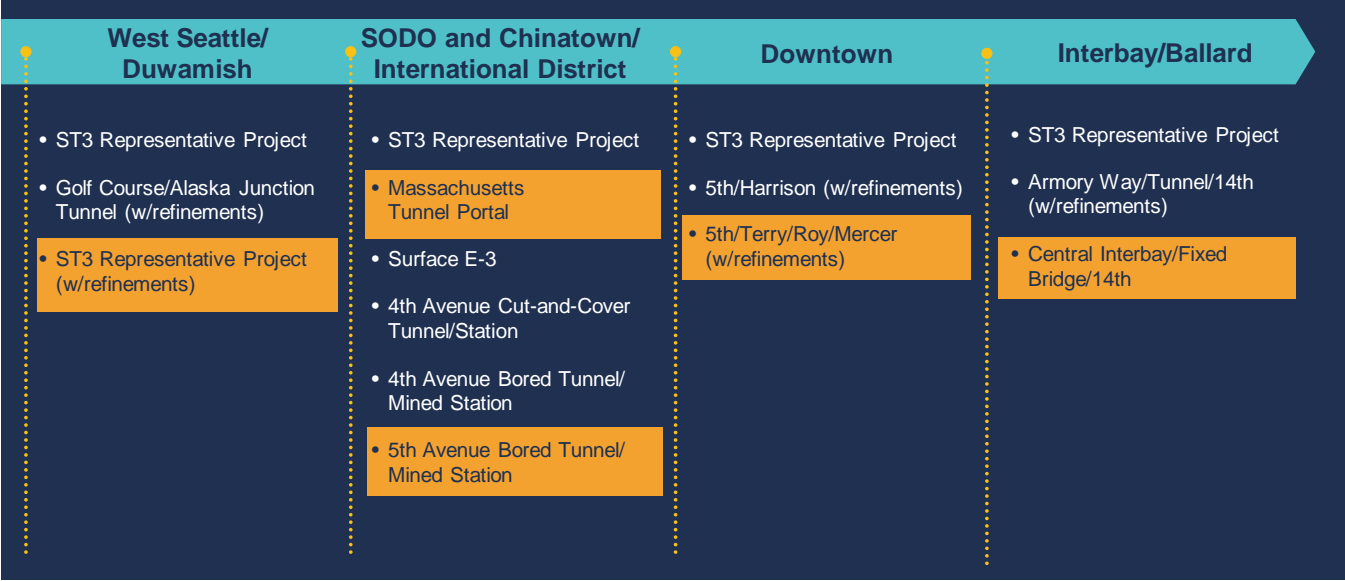 West Seattle/
Duwamish
• ST3 Representative Project
• Golf Course/Alaska Junction
Tunnel (w/refinements)
• ST3 Representative Project
(w/refinements)
SODO and Chinatown/
International District
• ST3 Representative Project
• Massachusetts
Tunnel Portal
• Surface E-3
• 4th Avenue Cut-and-Cover
Tunnel/Station
• 4th Avenue Bored Tunnel/
Mined Station
• 5th Avenue Bored Tunnel/
Mined Station
Downtown
• ST3 Representative Project
• 5th/Harrison (w/refinements)
• 5th/Terry/Roy/Mercer
(w/refinements)
Interbay/Ballard
• ST3 Representative Project
• Armory Way/Tunnel/14th
(w/refinements)
• Central Interbay/Fixed
Bridge/14th